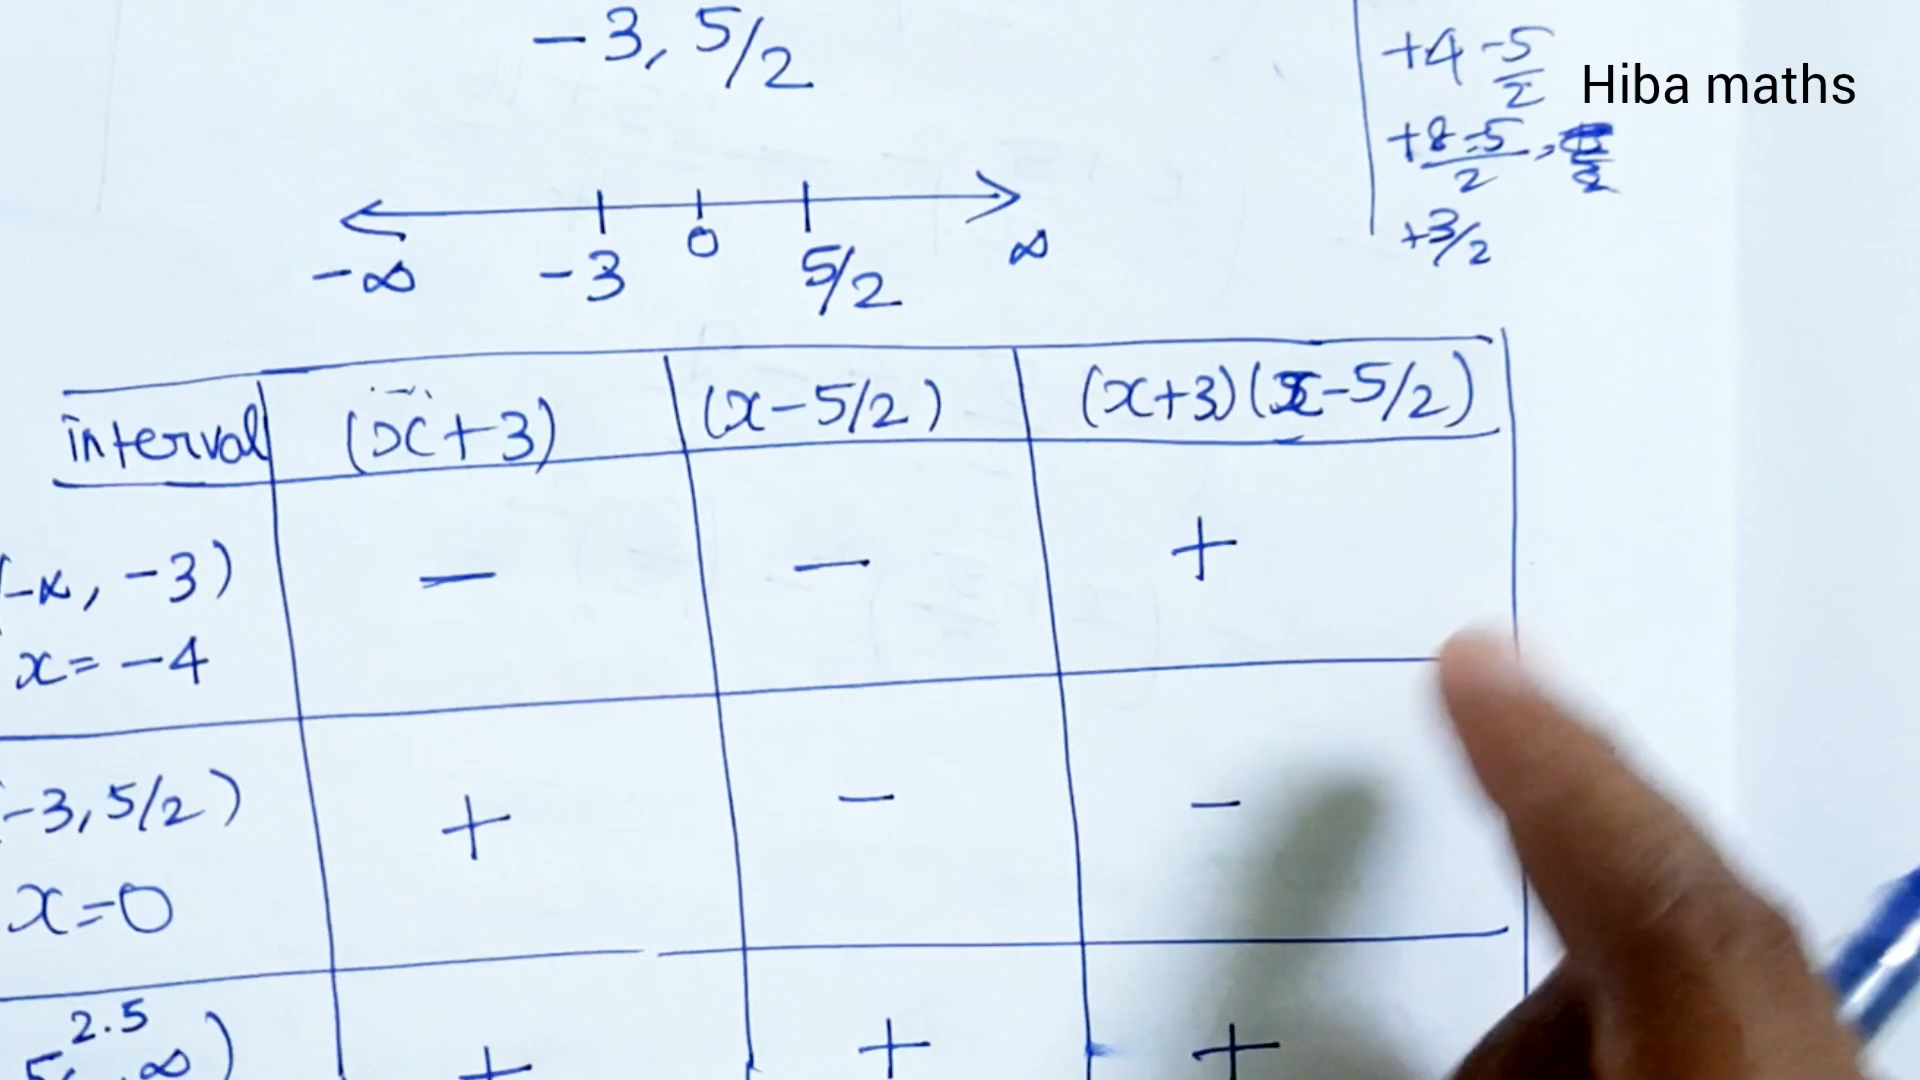 -3, 5/2
+4 -5/2
Hiba maths
+8-5/2,
+3/2
-∞ -3 0 5/2 ∞
interval (x+3) (x-5/2) (x+3)(x-5/2)
(-∝, -3) - - +
x=-4
(-3, 5/2) + - -
x=0
2.5
∞) + + +